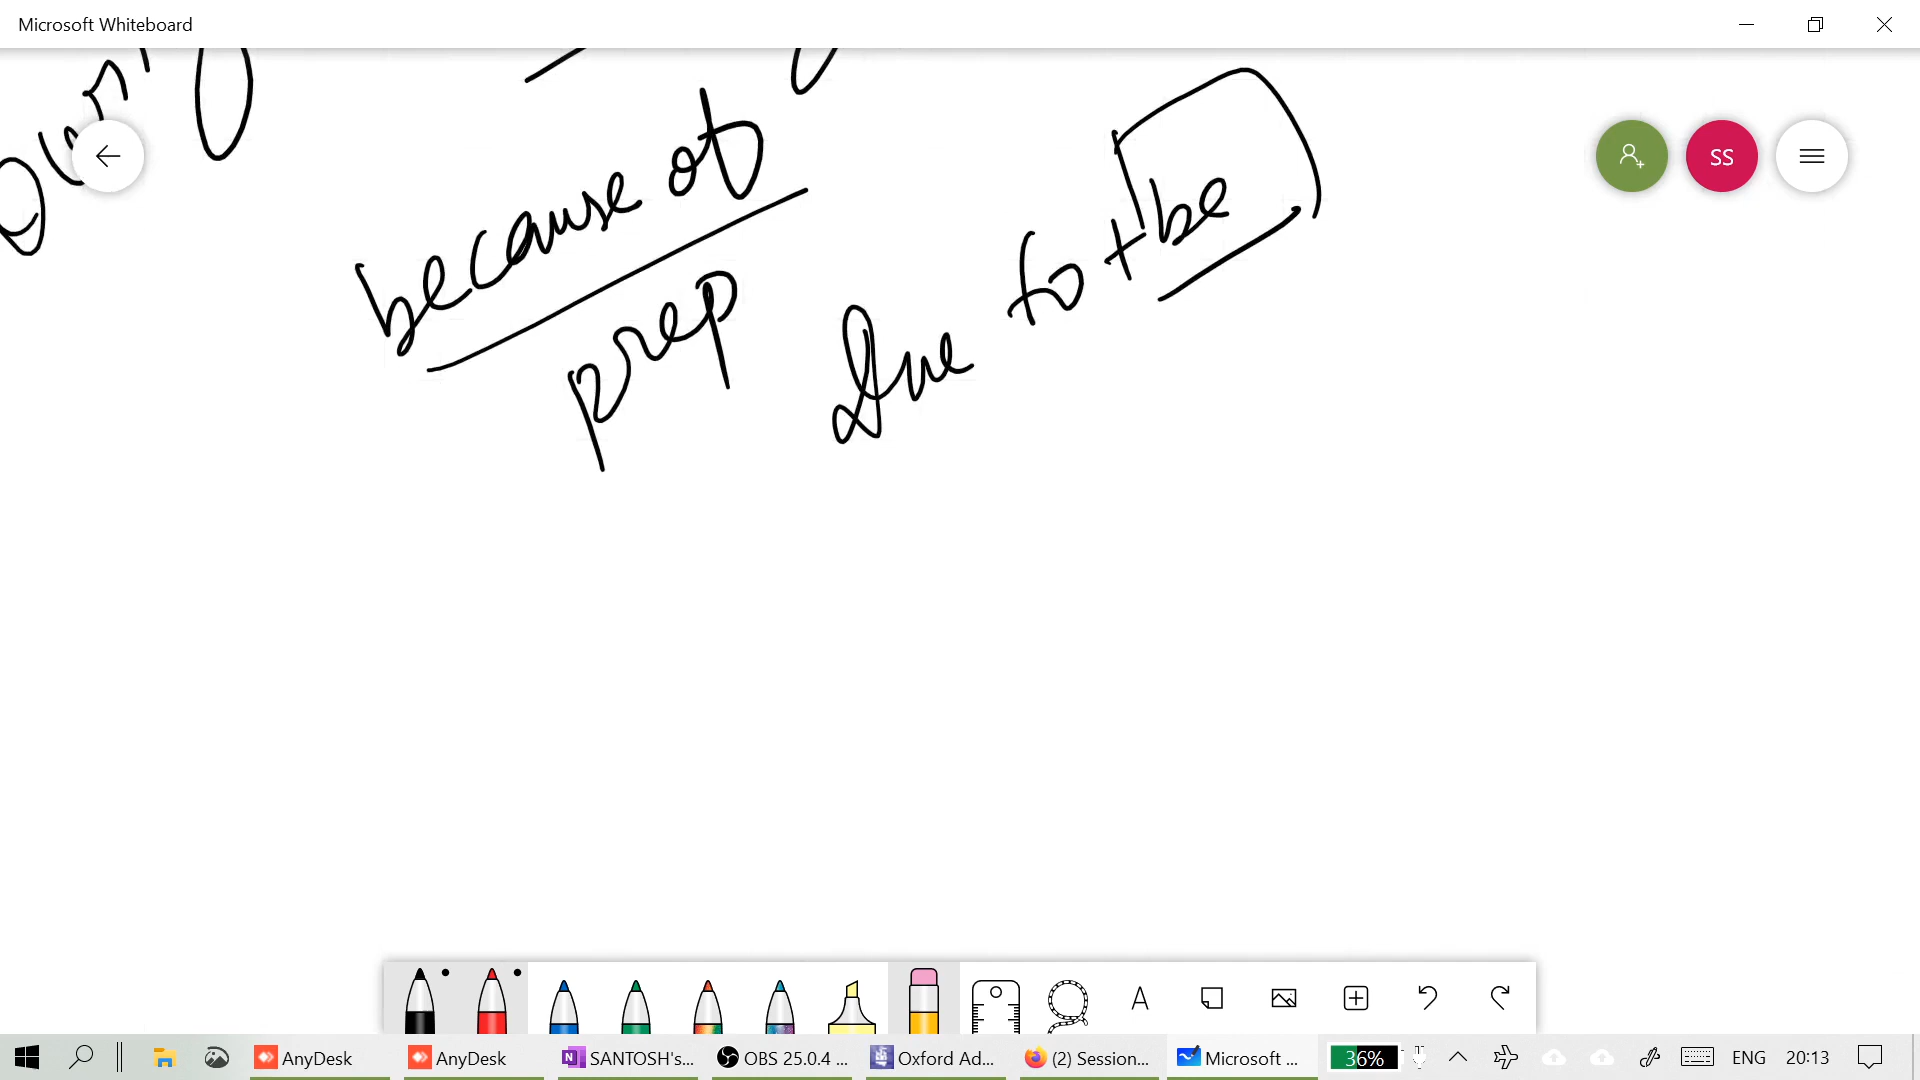 Microsoft Whiteboard
because of
prep
Due to + be
SS
A
AnyDesk
AnyDesk
SANTOSH's...
OBS 25.0.4 ...
Oxford Ad...
(2) Session...
Microsoft ...
36%
ENG
20:13